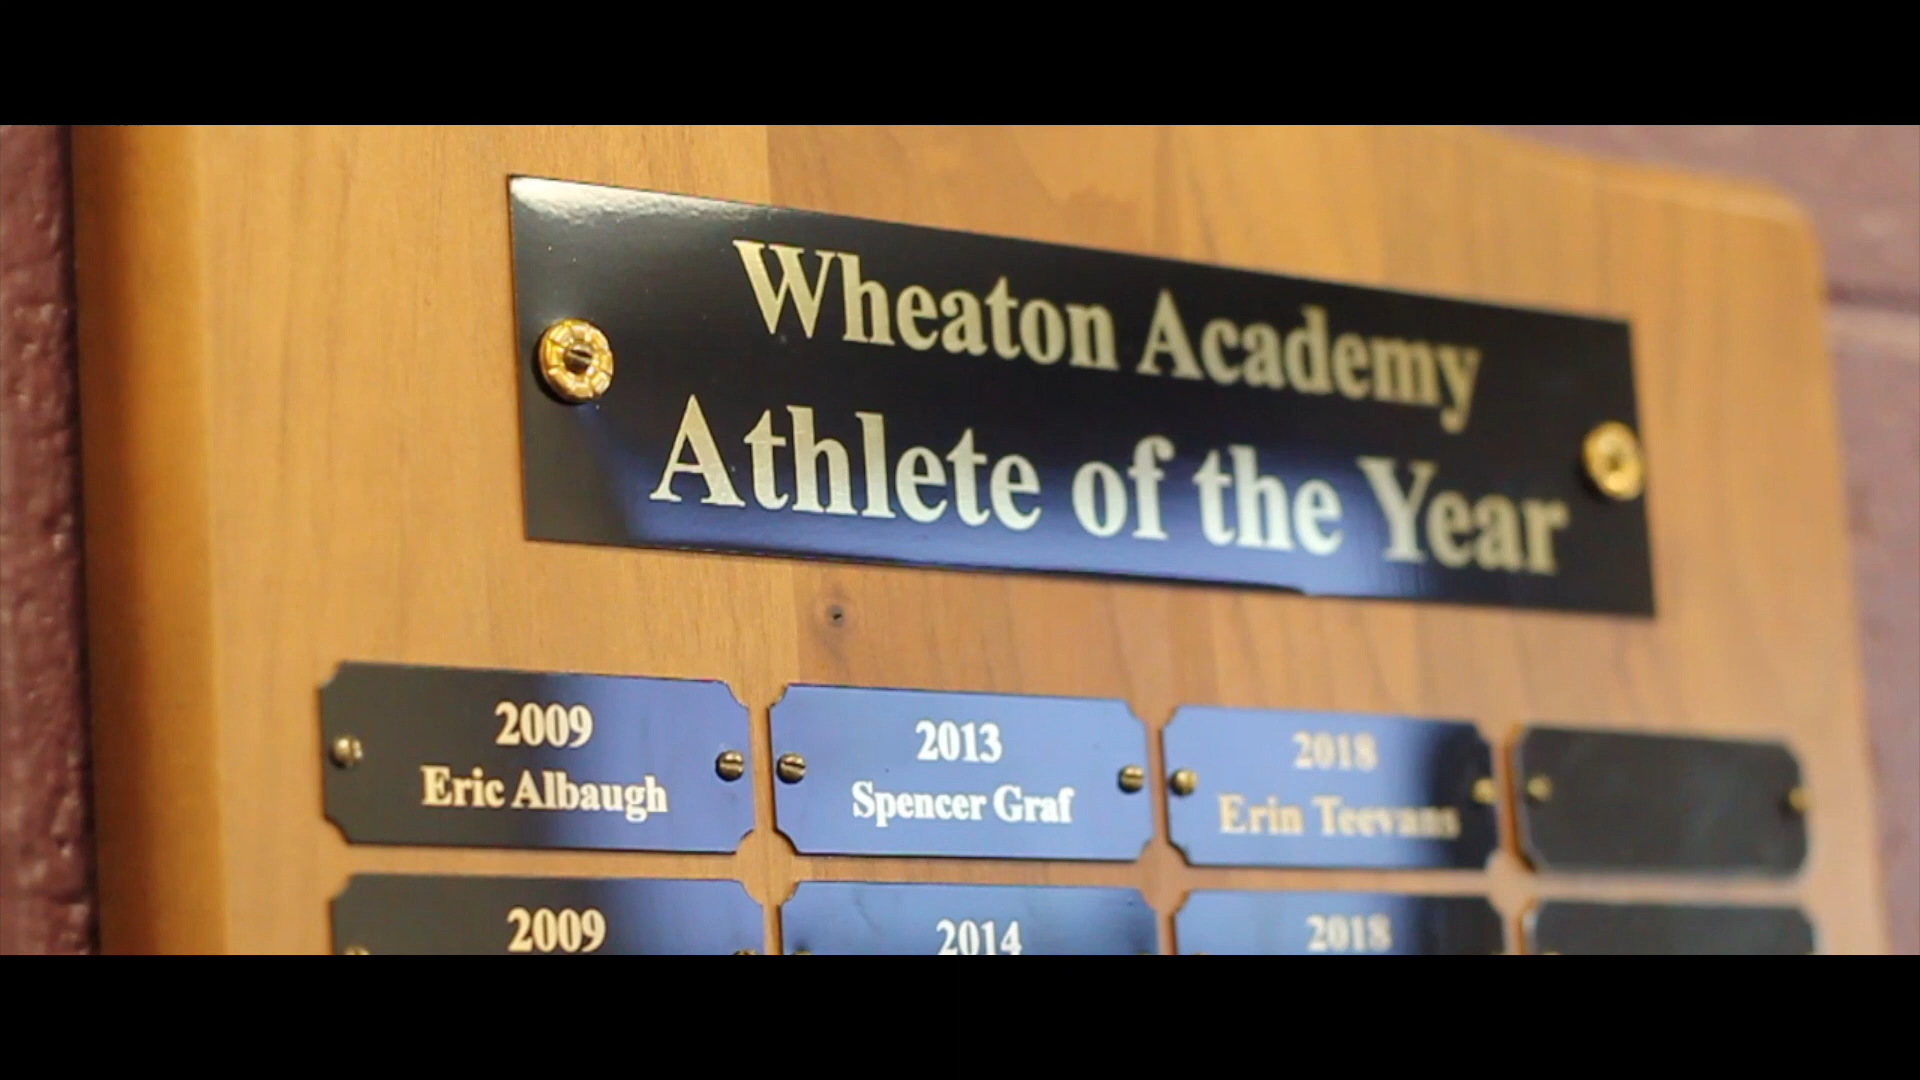 Wheaton Academy
Athlete of the Year
2009
Eric Albaugh
2013
Spencer Graf
2018
Erin Teevans
2009
2014
2018